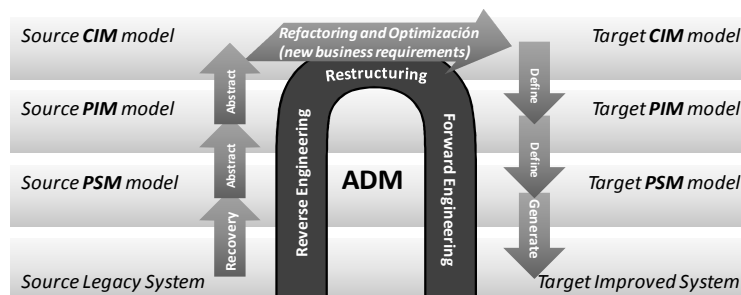 Source CIM model
Refactoring and Optimización
(new business requirements)
Target CIM model
Restructuring
Abstract
Define
Source PIM model
Target PIM model
Reverse Engineering
Forward Engineering
Abstract
Define
ADM
Source PSM model
Target PSM model
Recovery
Generate
Source Legacy System
Target Improved System